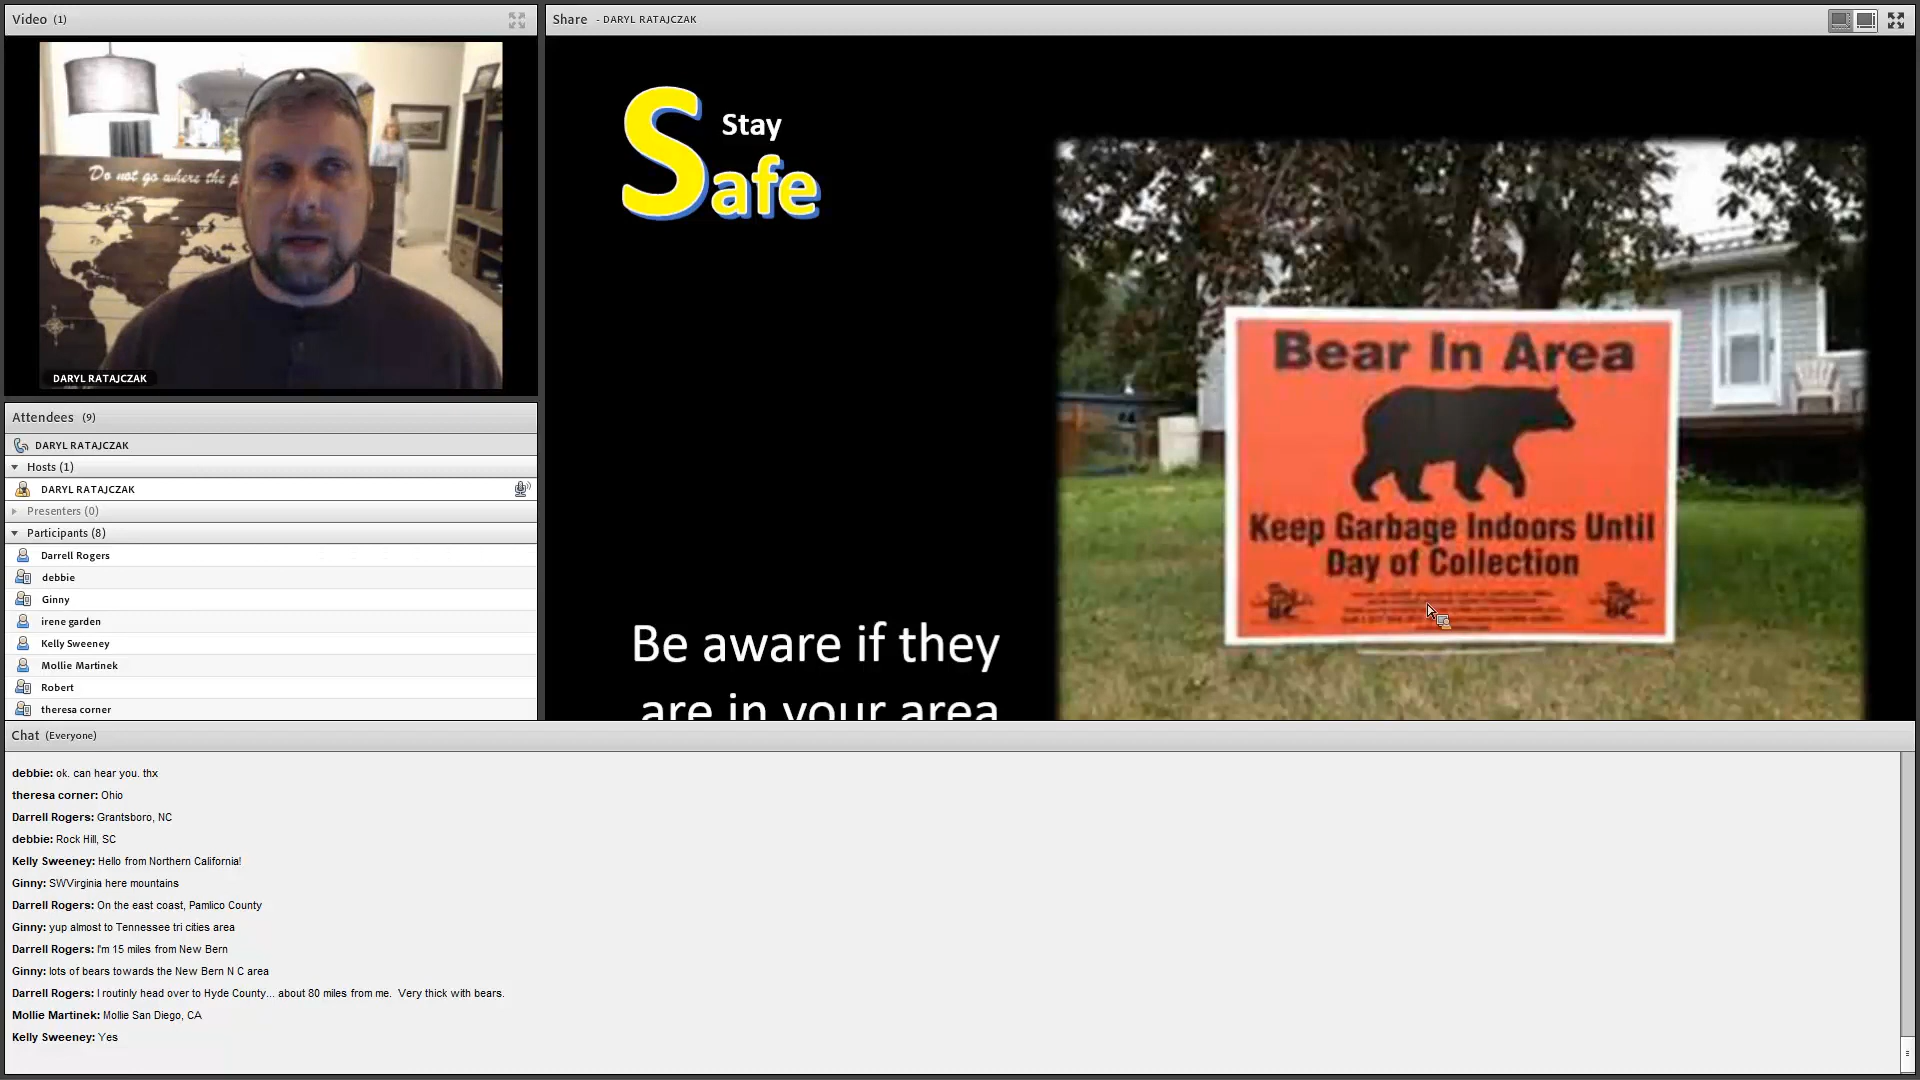 Video (1)
Do not go where the p
DARYL RATAJCZAK
Attendees (9)
DARYL RATAJCZAK
Hosts (1)
DARYL RATAJCZAK
Presenters (0)
Participants (8)
Darrell Rogers
debbie
Ginny
irene garden
Kelly Sweeney
Mollie Martinek
Robert
theresa corner
Share - DARYL RATAJCZAK
Stay
Safe
Be aware if they
are in your area
Bear In Area
Keep Garbage Indoors Until
Day of Collection
Chat (Everyone)
debbie: ok. can hear you. thx
theresa corner: Ohio
Darrell Rogers: Grantsboro, NC
debbie: Rock Hill, SC
Kelly Sweeney: Hello from Northern California!
Ginny: SWVirginia here mountains
Darrell Rogers: On the east coast, Pamlico County
Ginny: yup almost to Tennessee tri cities area
Darrell Rogers: I'm 15 miles from New Bern
Ginny: lots of bears towards the New Bern N C area
Darrell Rogers: I routinly head over to Hyde County... about 80 miles from me.  Very thick with bears.
Mollie Martinek: Mollie San Diego, CA
Kelly Sweeney: Yes